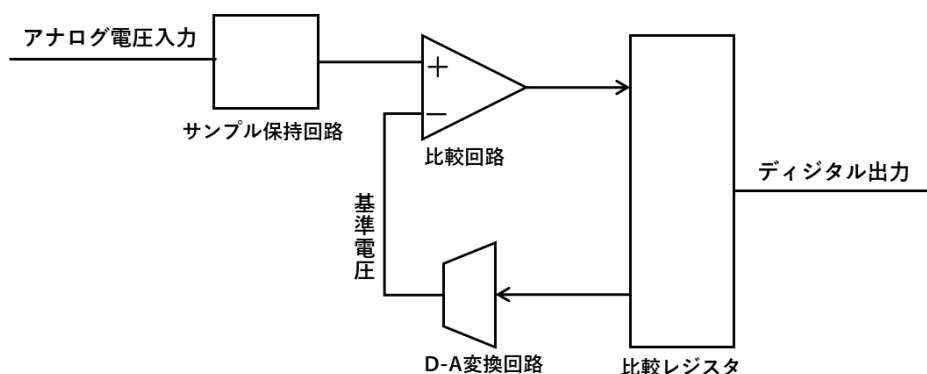 アナログ電圧入力
サンプル保持回路
+
−
比較回路
ディジタル出力
基準電圧
D-A変換回路
比較レジスタ